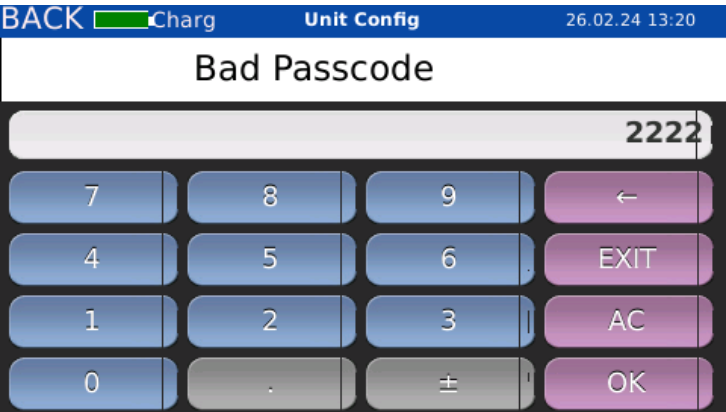 BACK Charg Unit Config 26.02.24 13:20
Bad Passcode
2222
7 8 9 ←
4 5 6 EXIT
1 2 3 AC
0 . ± OK